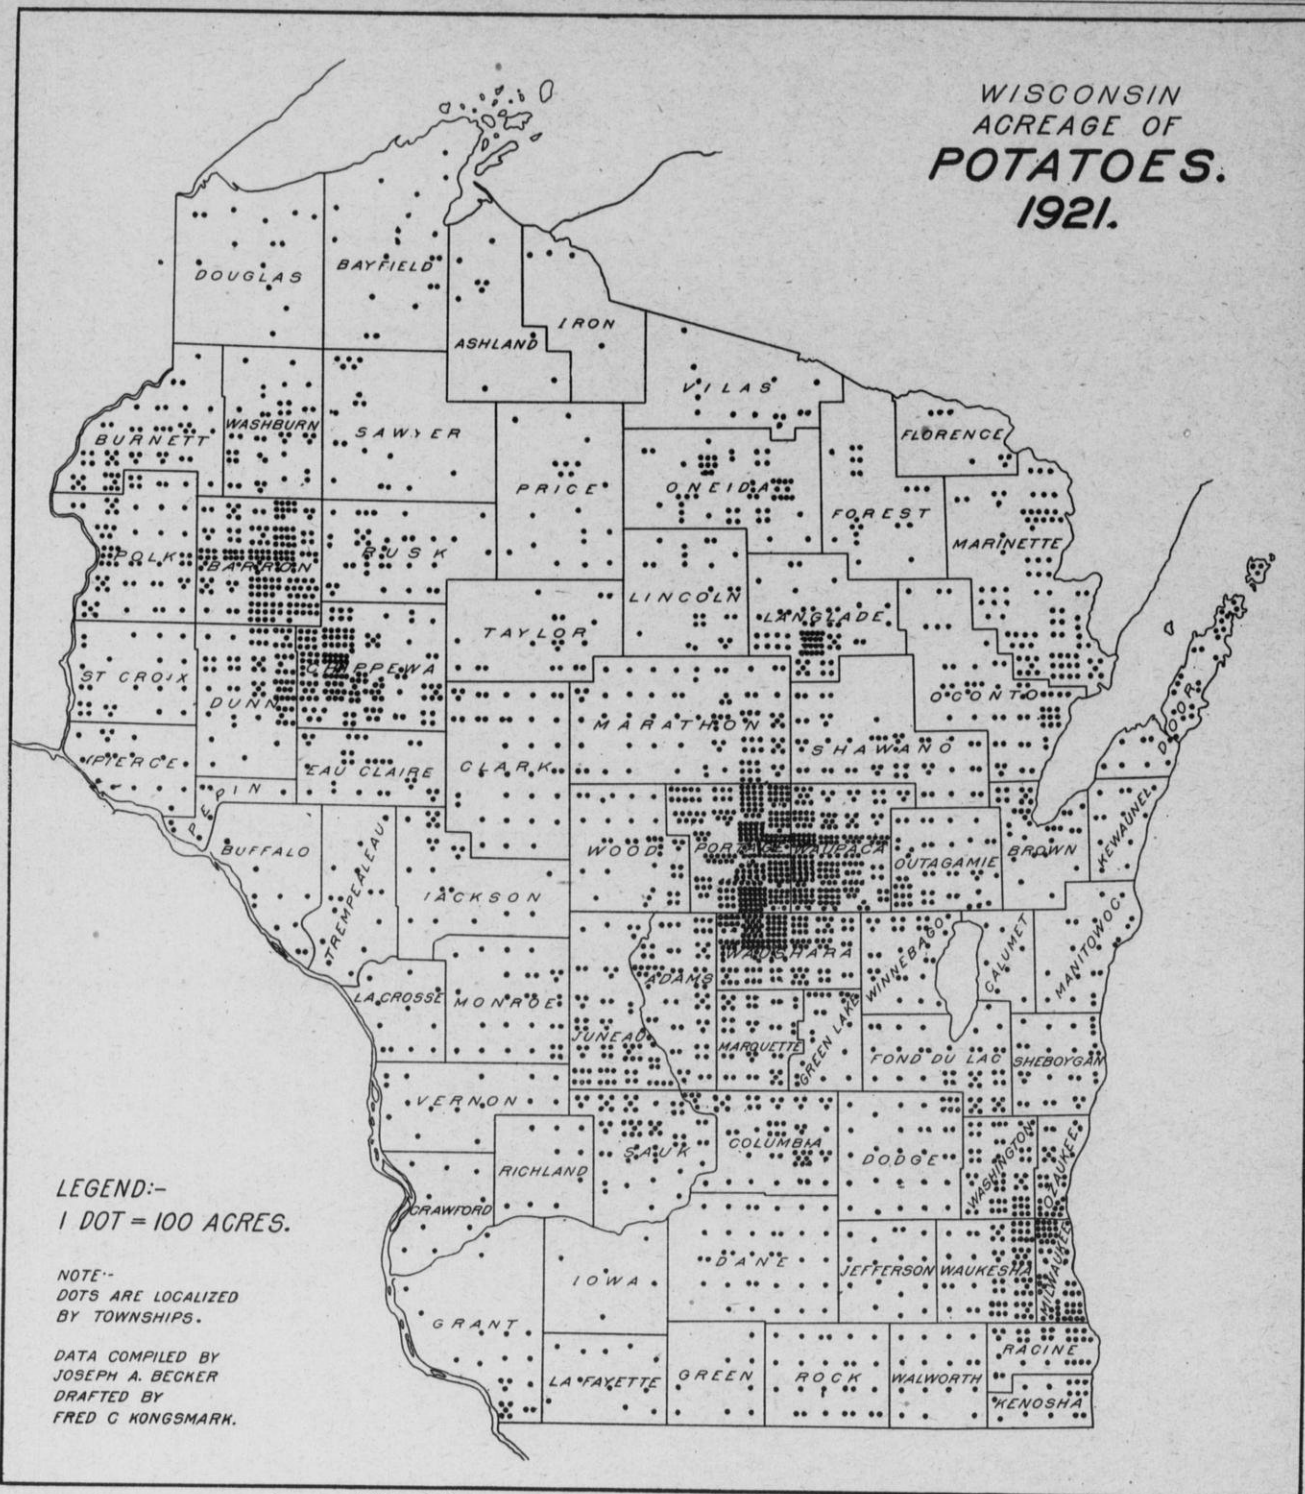 WISCONSIN
ACREAGE OF
POTATOES.
1921.
DOUGLAS
BAYFIELD
ASHLAND
IRON
VILAS
BURNETT
WASHBURN
SAWYER
PRICE
ONEIDA
FLORENCE
FOREST
MARINETTE
POLK
BARRON
RUSK
LINCOLN
LANGLADE
TAYLOR
ST CROIX
DUNN
CHIPPEWA
OCONTO
MARATHON
SHAWANO
DOOR
PIERCE
EAU CLAIRE
CLARK
PEPIN
BUFFALO
TREMPEALEAU
JACKSON
WOOD
PORTAGE
WAUPACA
OUTAGAMIE
BROWN
KEWAUNEE
LA CROSSE
MONROE
JUNEAU
ADAMS
WAUSHARA
WINNEBAGO
CALUMET
MANITOWOC
MARQUETTE
GREEN LAKE
FOND DU LAC
SHEBOYGAN
VERNON
RICHLAND
SAUK
COLUMBIA
DODGE
WASHINGTON
OZAUKEE
CRAWFORD
GRANT
IOWA
DANE
JEFFERSON
WAUKESHA
MILWAUKEE
LA FAYETTE
GREEN
ROCK
WALWORTH
RACINE
KENOSHA
LEGEND:-
1 DOT = 100 ACRES.
NOTE:-
DOTS ARE LOCALIZED
BY TOWNSHIPS.
DATA COMPILED BY
JOSEPH A. BECKER
DRAFTED BY
FRED C KONGSMARK.